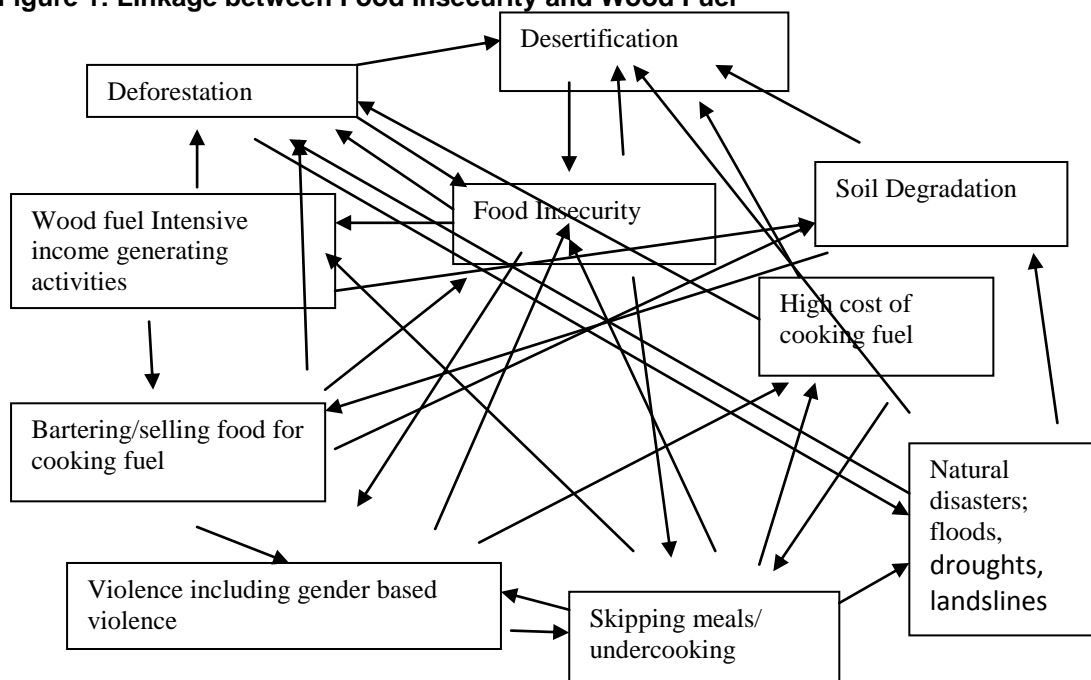 Figure 1: Linkage between Food Insecurity and Wood Fuel
Desertification
Deforestation
Soil Degradation
Food Insecurity
Wood fuel Intensive
income generating
activities
High cost of
cooking fuel
Bartering/selling food for
cooking fuel
Natural
disasters;
floods,
droughts,
landslines
Violence including gender based
violence
Skipping meals/
undercooking